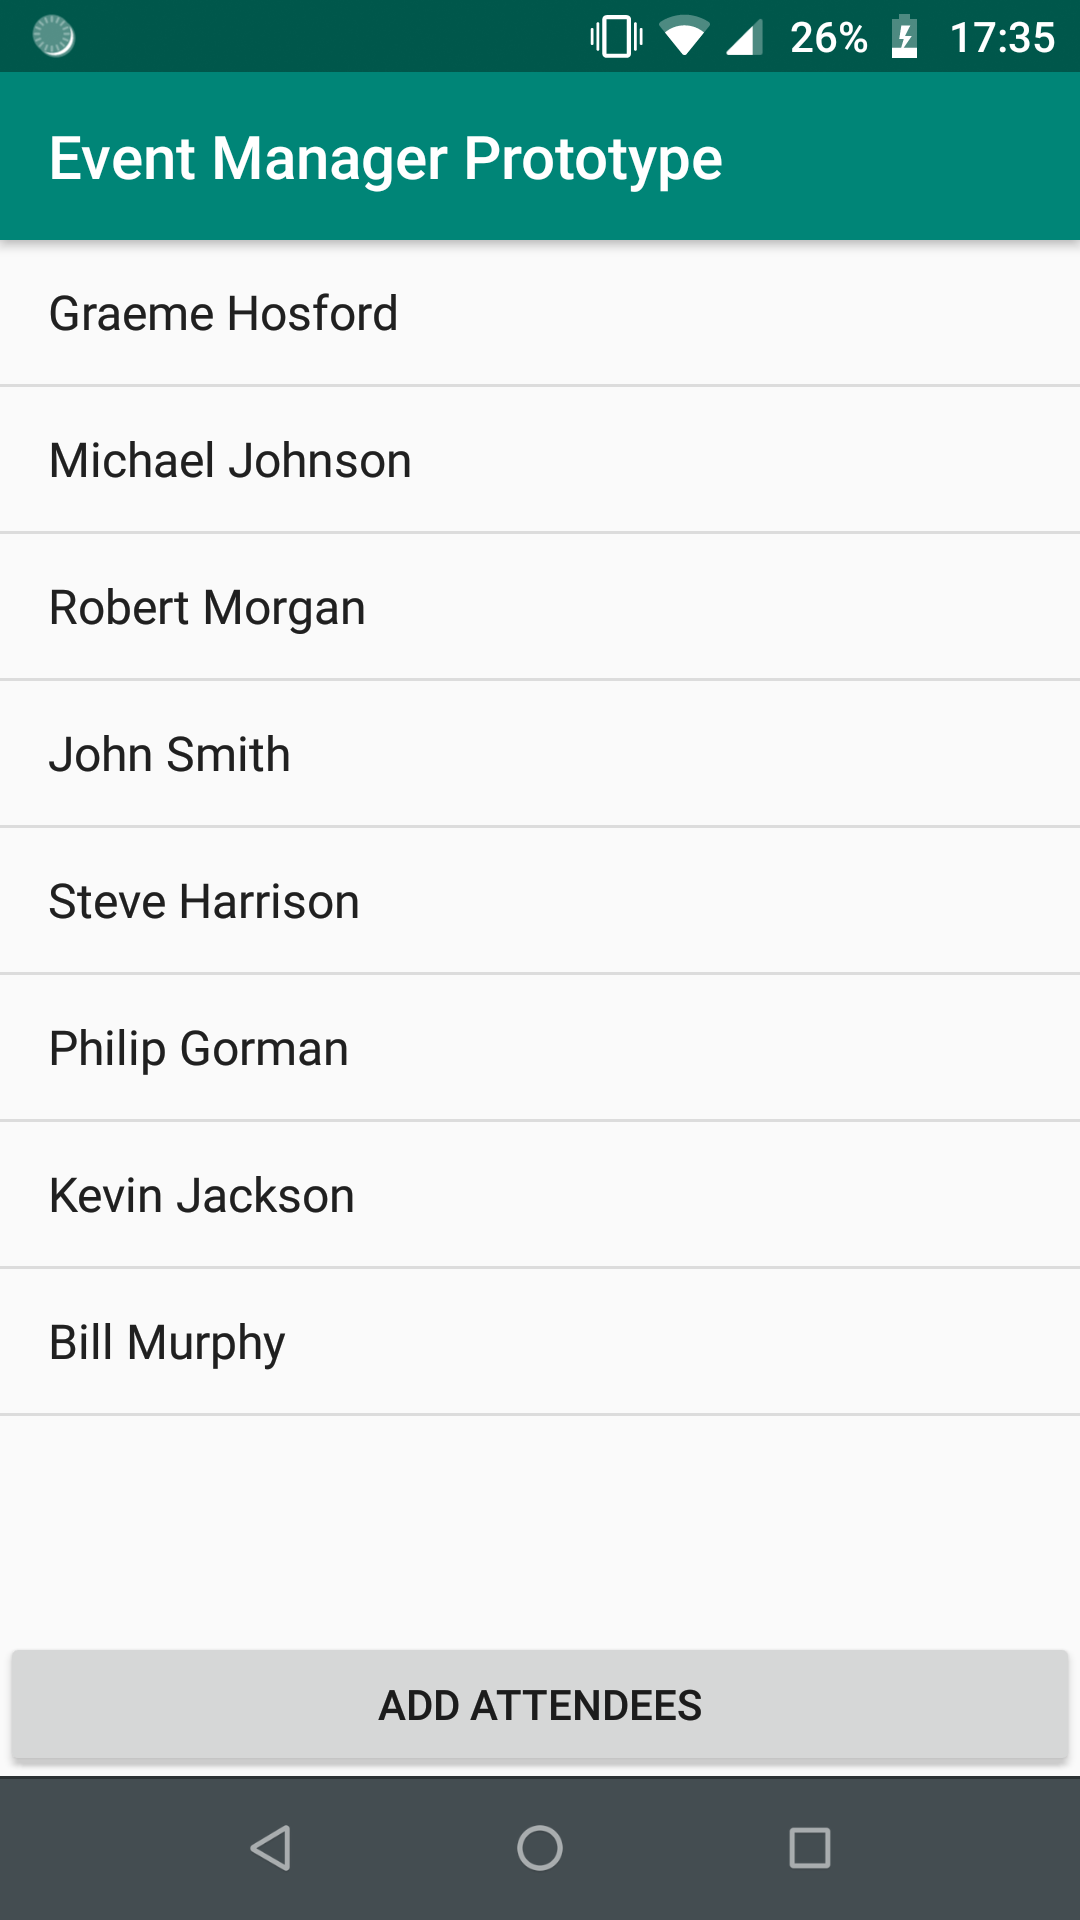 26% 17:35
Event Manager Prototype
Graeme Hosford
Michael Johnson
Robert Morgan
John Smith
Steve Harrison
Philip Gorman
Kevin Jackson
Bill Murphy
ADD ATTENDEES